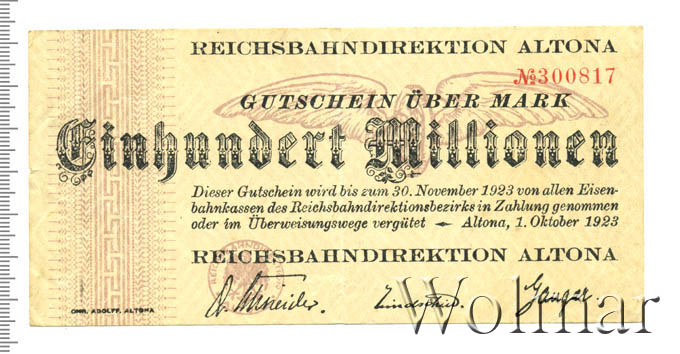 REICHSBAHNDIREKTION ALTONA
№300817
GUTSCHEIN ÜBER MARK
Einhundert Millionen
Dieser Gutschein wird bis zum 30. November 1923 von allen Eisen-
bahnkassen des Reichsbahndirektionsbezirks in Zahlung genommen
oder im Überweisungswege vergütet — Altona, 1. Oktober 1923
REICHSBAHNDIREKTION ALTONA
CHR. ADOLFF, ALTONA
Wolmar